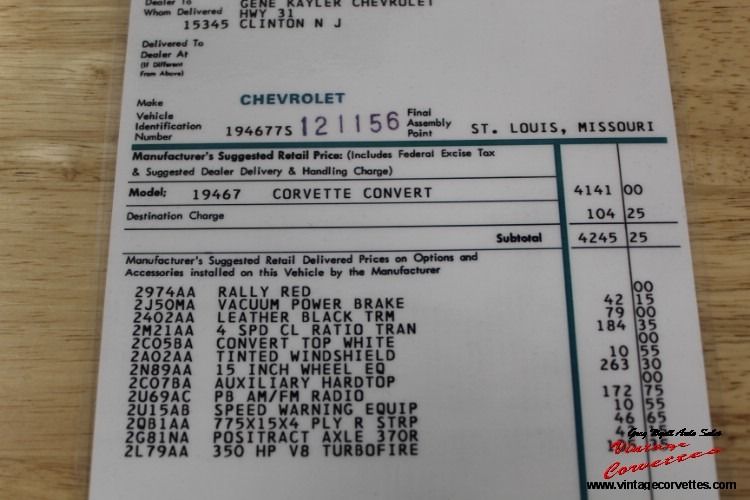 Dealer To GENE KAYLER CHEVROLET
Whom Delivered HWY 31
15345 CLINTON N J
Delivered To
Dealer At
(If Different
From Above)
Make CHEVROLET
Vehicle
Identification
Number 194677S 121156 Final
Assembly
Point ST. LOUIS, MISSOURI
Manufacturer's Suggested Retail Price: (Includes Federal Excise Tax
& Suggested Dealer Delivery & Handling Charge)
Model: 19467 CORVETTE CONVERT 4141 00
Destination Charge 104 25
Subtotal 4245 25
Manufacturer's Suggested Retail Delivered Prices on Options and
Accessories installed on this Vehicle by the Manufacturer
2974AA RALLY RED 00
2J50MA VACUUM POWER BRAKE 42 15
2402AA LEATHER BLACK TRM 79 00
2M21AA 4 SPD CL RATIO TRAN 184 35
2C05BA CONVERT TOP WHITE 00
2A02AA TINTED WINDSHIELD 10 55
2N89AA 15 INCH WHEEL EQ 263 30
2C07BA AUXILIARY HARDTOP 00
2U69AC PB AM/FM RADIO 172 75
2U15AB SPEED WARNING EQUIP 10 55
2QB1AA 775X15X4 PLY R STRP 46 65
2G81NA POSITRACT AXLE 370R
2L79AA 350 HP V8 TURBOFIRE
Greg Wyatt Auto Sales
Vintage
Corvettes
www.vintagecorvettes.com